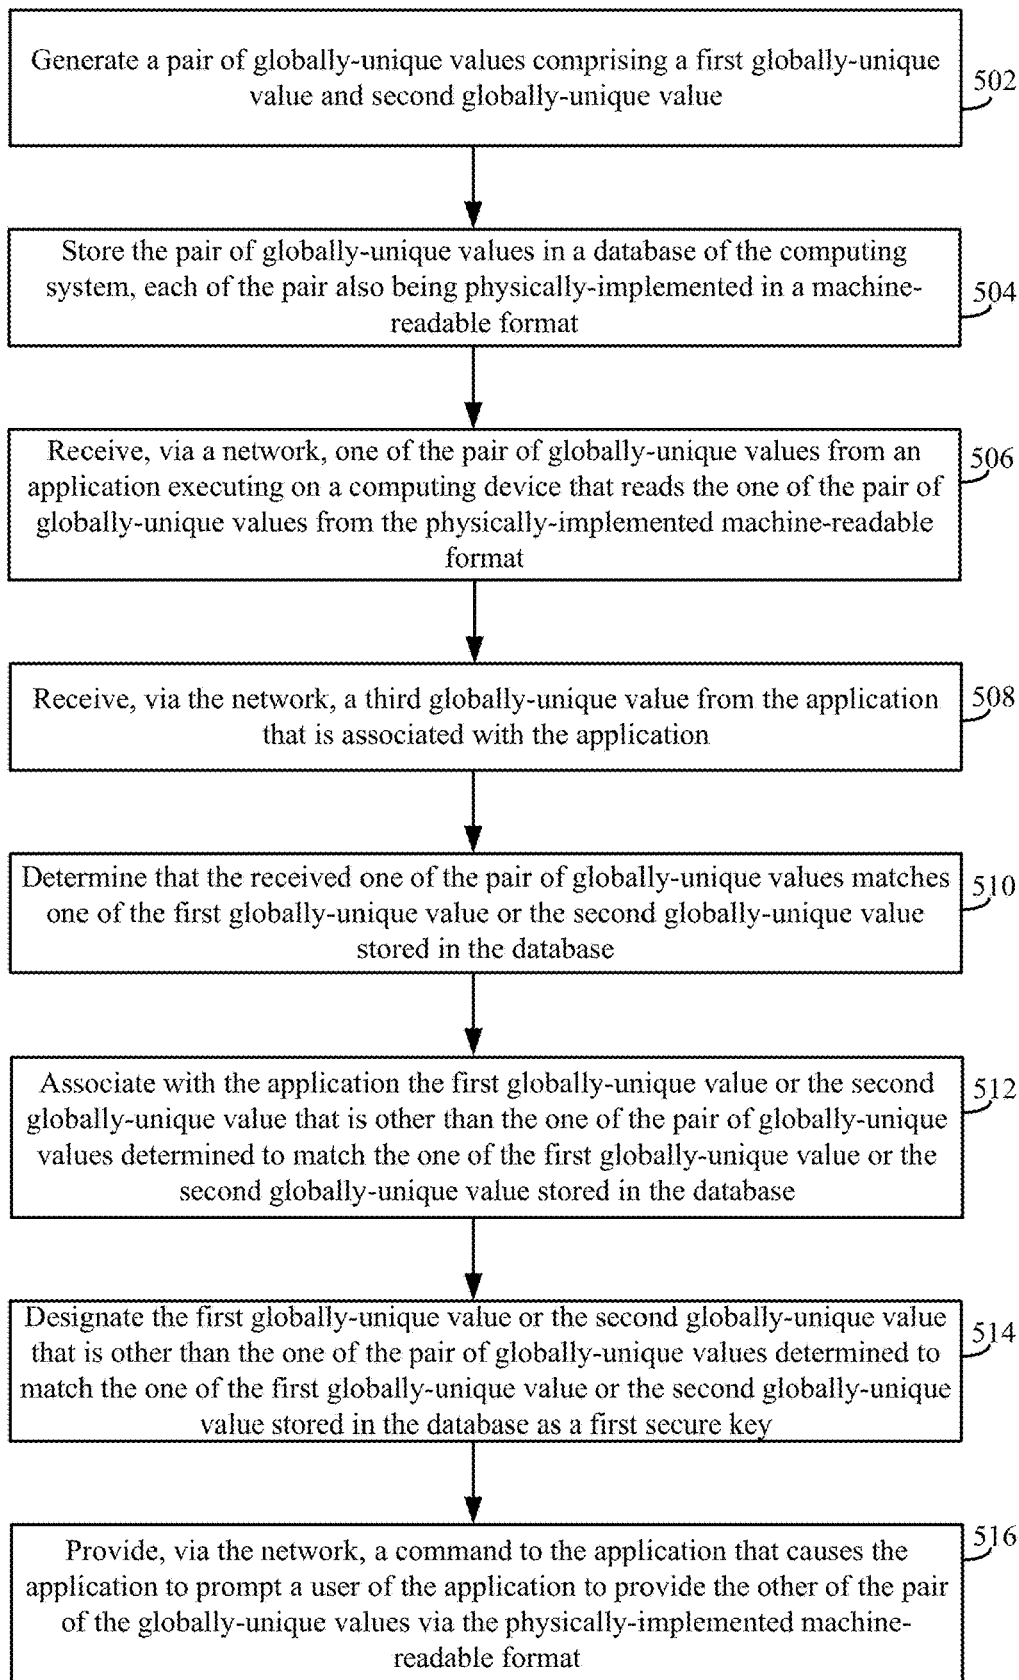 Generate a pair of globally-unique values comprising a first globally-unique
value and second globally-unique value
502
Store the pair of globally-unique values in a database of the computing
system, each of the pair also being physically-implemented in a machine-
readable format
504
Receive, via a network, one of the pair of globally-unique values from an
application executing on a computing device that reads the one of the pair of
globally-unique values from the physically-implemented machine-readable
format
506
Receive, via the network, a third globally-unique value from the application
that is associated with the application
508
Determine that the received one of the pair of globally-unique values matches
one of the first globally-unique value or the second globally-unique value
stored in the database
510
Associate with the application the first globally-unique value or the second
globally-unique value that is other than the one of the pair of globally-unique
values determined to match the one of the first globally-unique value or the
second globally-unique value stored in the database
512
Designate the first globally-unique value or the second globally-unique value
that is other than the one of the pair of globally-unique values determined to
match the one of the first globally-unique value or the second globally-unique
value stored in the database as a first secure key
514
Provide, via the network, a command to the application that causes the
application to prompt a user of the application to provide the other of the pair
of the globally-unique values via the physically-implemented machine-
readable format
516